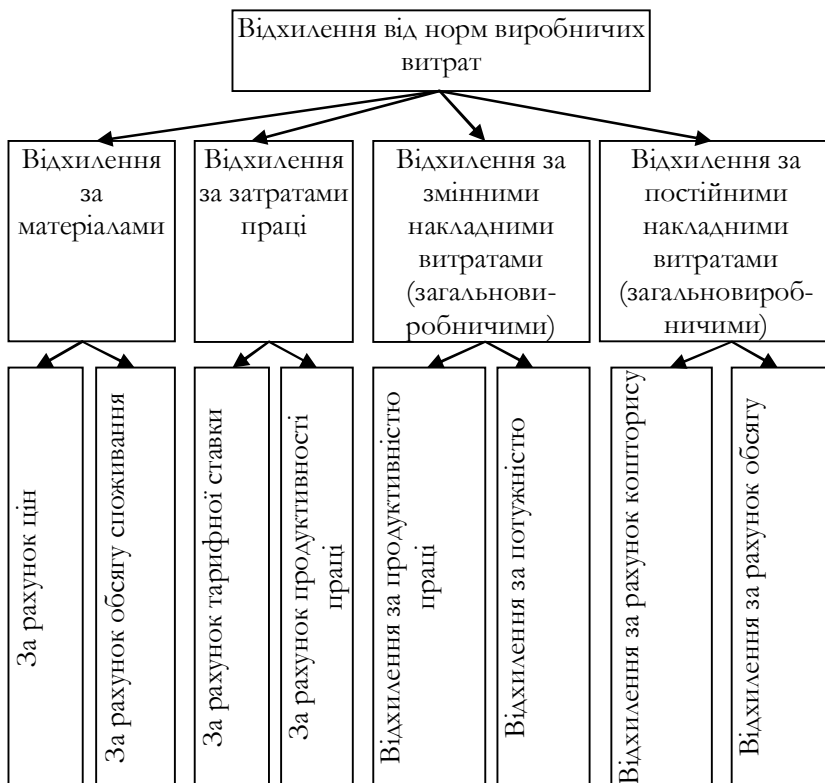 Відхилення від норм виробничих
витрат
Відхилення
за
матеріалами
Відхилення
за затратами
праці
Відхилення за
змінними
накладними
витратами
(загальнови-
робничими)
Відхилення за
постійними
накладними
витратами
(загальновироб-
ничими)
За рахунок цін
За рахунок обсягу споживання
За рахунок тарифної ставки
За рахунок продуктивності
праці
Відхилення за продуктивністю
праці
Відхилення за потужністю
Відхилення за рахунок кошторису
Відхилення за рахунок обсягу